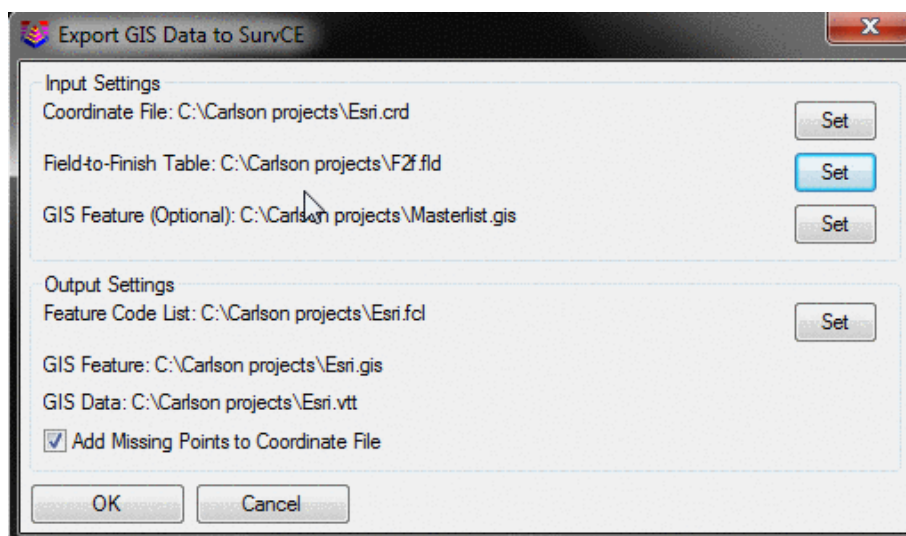 Export GIS Data to SurvCE
Input Settings
Coordinate File: C:\Carlson projects\Esri.crd
Set
Field-to-Finish Table: C:\Carlson projects\F2f.fld
Set
GIS Feature (Optional): C:\Carlson projects\Masterlist.gis
Set
Output Settings
Feature Code List: C:\Carlson projects\Esri.fcl
Set
GIS Feature: C:\Carlson projects\Esri.gis
GIS Data: C:\Carlson projects\Esri.vtt
Add Missing Points to Coordinate File
OK
Cancel